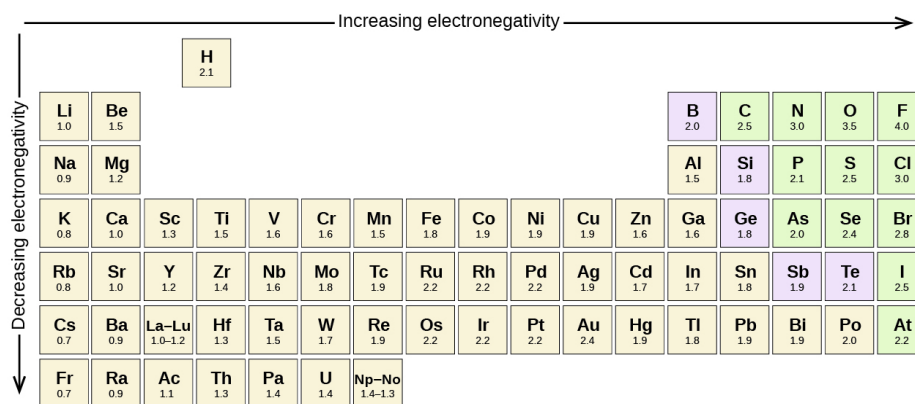 Increasing electronegativity
Decreasing electronegativity
H
2.1
Li Be B C N O F
1.0 1.5 2.0 2.5 3.0 3.5 4.0
Na Mg Al Si P S Cl
0.9 1.2 1.5 1.8 2.1 2.5 3.0
K Ca Sc Ti V Cr Mn Fe Co Ni Cu Zn Ga Ge As Se Br
0.8 1.0 1.3 1.5 1.6 1.6 1.5 1.8 1.9 1.9 1.9 1.6 1.6 1.8 2.0 2.4 2.8
Rb Sr Y Zr Nb Mo Tc Ru Rh Pd Ag Cd In Sn Sb Te I
0.8 1.0 1.2 1.4 1.6 1.8 1.9 2.2 2.2 2.2 1.9 1.7 1.7 1.8 1.9 2.1 2.5
Cs Ba La–Lu Hf Ta W Re Os Ir Pt Au Hg Tl Pb Bi Po At
0.7 0.9 1.0–1.2 1.3 1.5 1.7 1.9 2.2 2.2 2.2 2.4 1.9 1.8 1.9 1.9 2.0 2.2
Fr Ra Ac Th Pa U Np–No
0.7 0.9 1.1 1.3 1.4 1.4 1.4–1.3